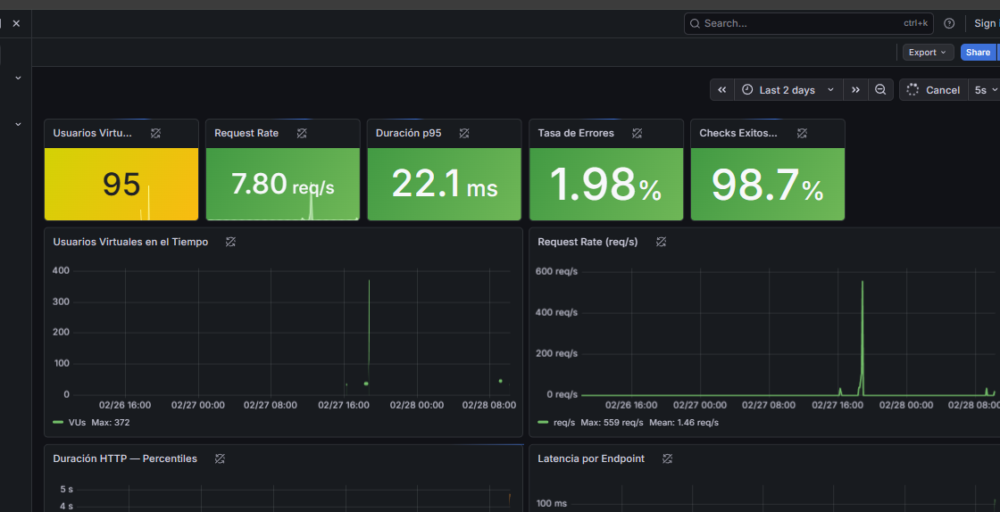 Search... ctrl+k Sign
Export Share
Last 2 days Cancel 5s
Usuarios Virtu... Request Rate Duración p95 Tasa de Errores Checks Exitos...
95 7.80 req/s 22.1 ms 1.98% 98.7%
Usuarios Virtuales en el Tiempo
400
300
200
100
0
02/26 16:00 02/27 00:00 02/27 08:00 02/27 16:00 02/28 00:00 02/28 08:00
VUs Max: 372
Request Rate (req/s)
600 req/s
400 req/s
200 req/s
0 req/s
02/26 16:00 02/27 00:00 02/27 08:00 02/27 16:00 02/28 00:00 02/28 08:00
req/s Max: 559 req/s Mean: 1.46 req/s
Duración HTTP — Percentiles
5 s
4 s
Latencia por Endpoint
100 ms